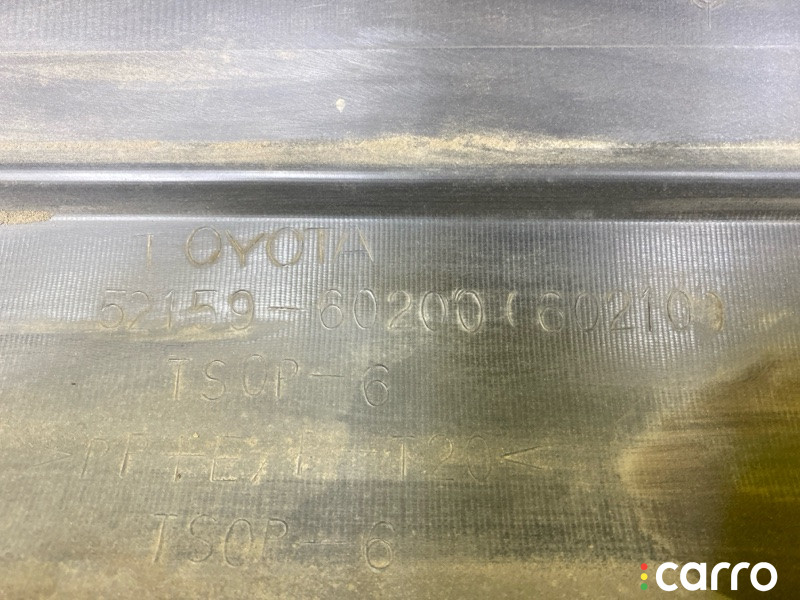 TOYOTA
52159-60200(60210)
TSOP-6
>PP+E/P-T20<
TSOP-6
carro